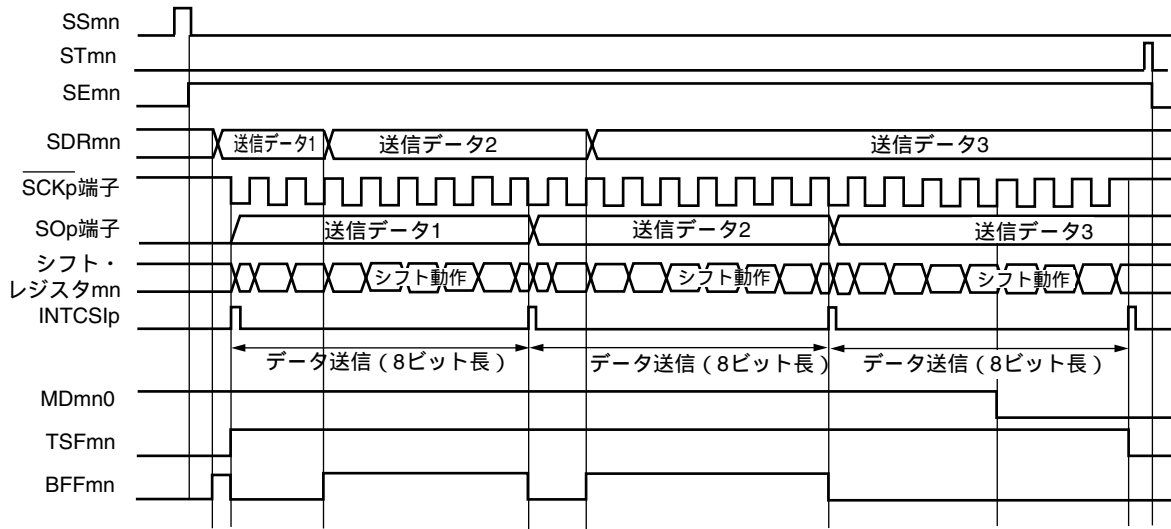 SSmn
STmn
SEmn
SDRmn 送信データ1 送信データ2 送信データ3
SCKp端子
SOp端子 送信データ1 送信データ2 送信データ3
シフト・
レジスタmn シフト動作 シフト動作 シフト動作
INTCSIp
データ送信（8ビット長） データ送信（8ビット長） データ送信（8ビット長）
MDmn0
TSFmn
BFFmn